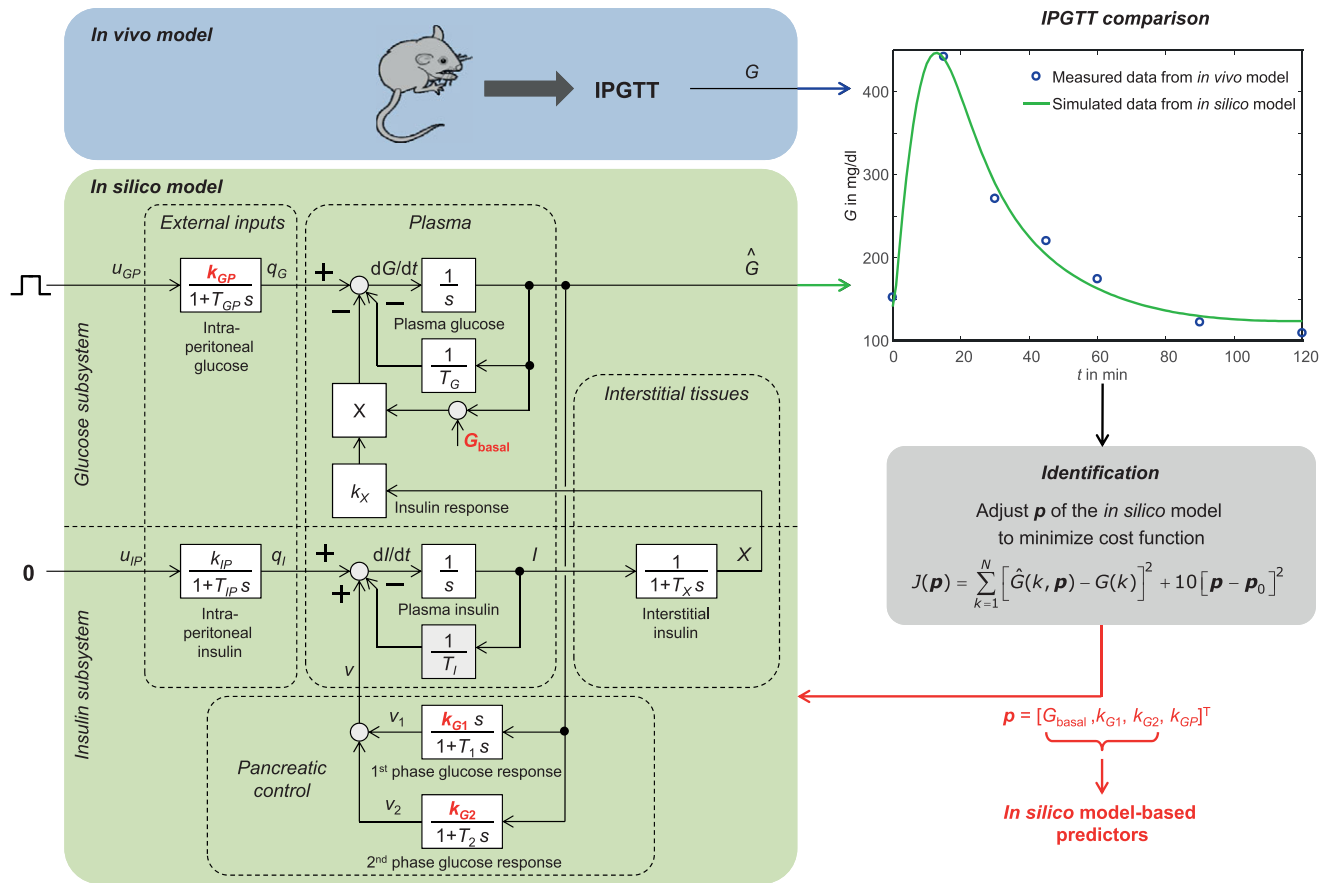 In vivo model
IPGTT
G
IPGTT comparison
Measured data from in vivo model
Simulated data from in silico model
G in mg/dl
400
300
200
100
0
20
40
60
80
100
120
t in min
In silico model
External inputs
Plasma
Interstitial tissues
Glucose subsystem
u_GP
k_GP
1+T_GP s
q_G
Intra-
peritoneal
glucose
+
−
−
dG/dt
1
s
Plasma glucose
Ĝ
1
T_G
X
G_basal
k_X
Insulin response
Insulin subsystem
0
u_IP
k_IP
1+T_IP s
q_I
Intra-
peritoneal
insulin
+
+
−
dI/dt
1
s
Plasma insulin
I
1
T_I
1
1+T_X s
X
Interstitial
insulin
v
Pancreatic
control
v_1
k_G1 s
1+T_1 s
1st phase glucose response
v_2
k_G2
1+T_2 s
2nd phase glucose response
Identification
Adjust p of the in silico model
to minimize cost function
J(p) = ∑_{k=1}^{N} [Ĝ(k, p) − G(k)]² + 10 [p − p_0]²
p = [G_basal ,k_G1, k_G2, k_GP]^T
In silico model-based
predictors